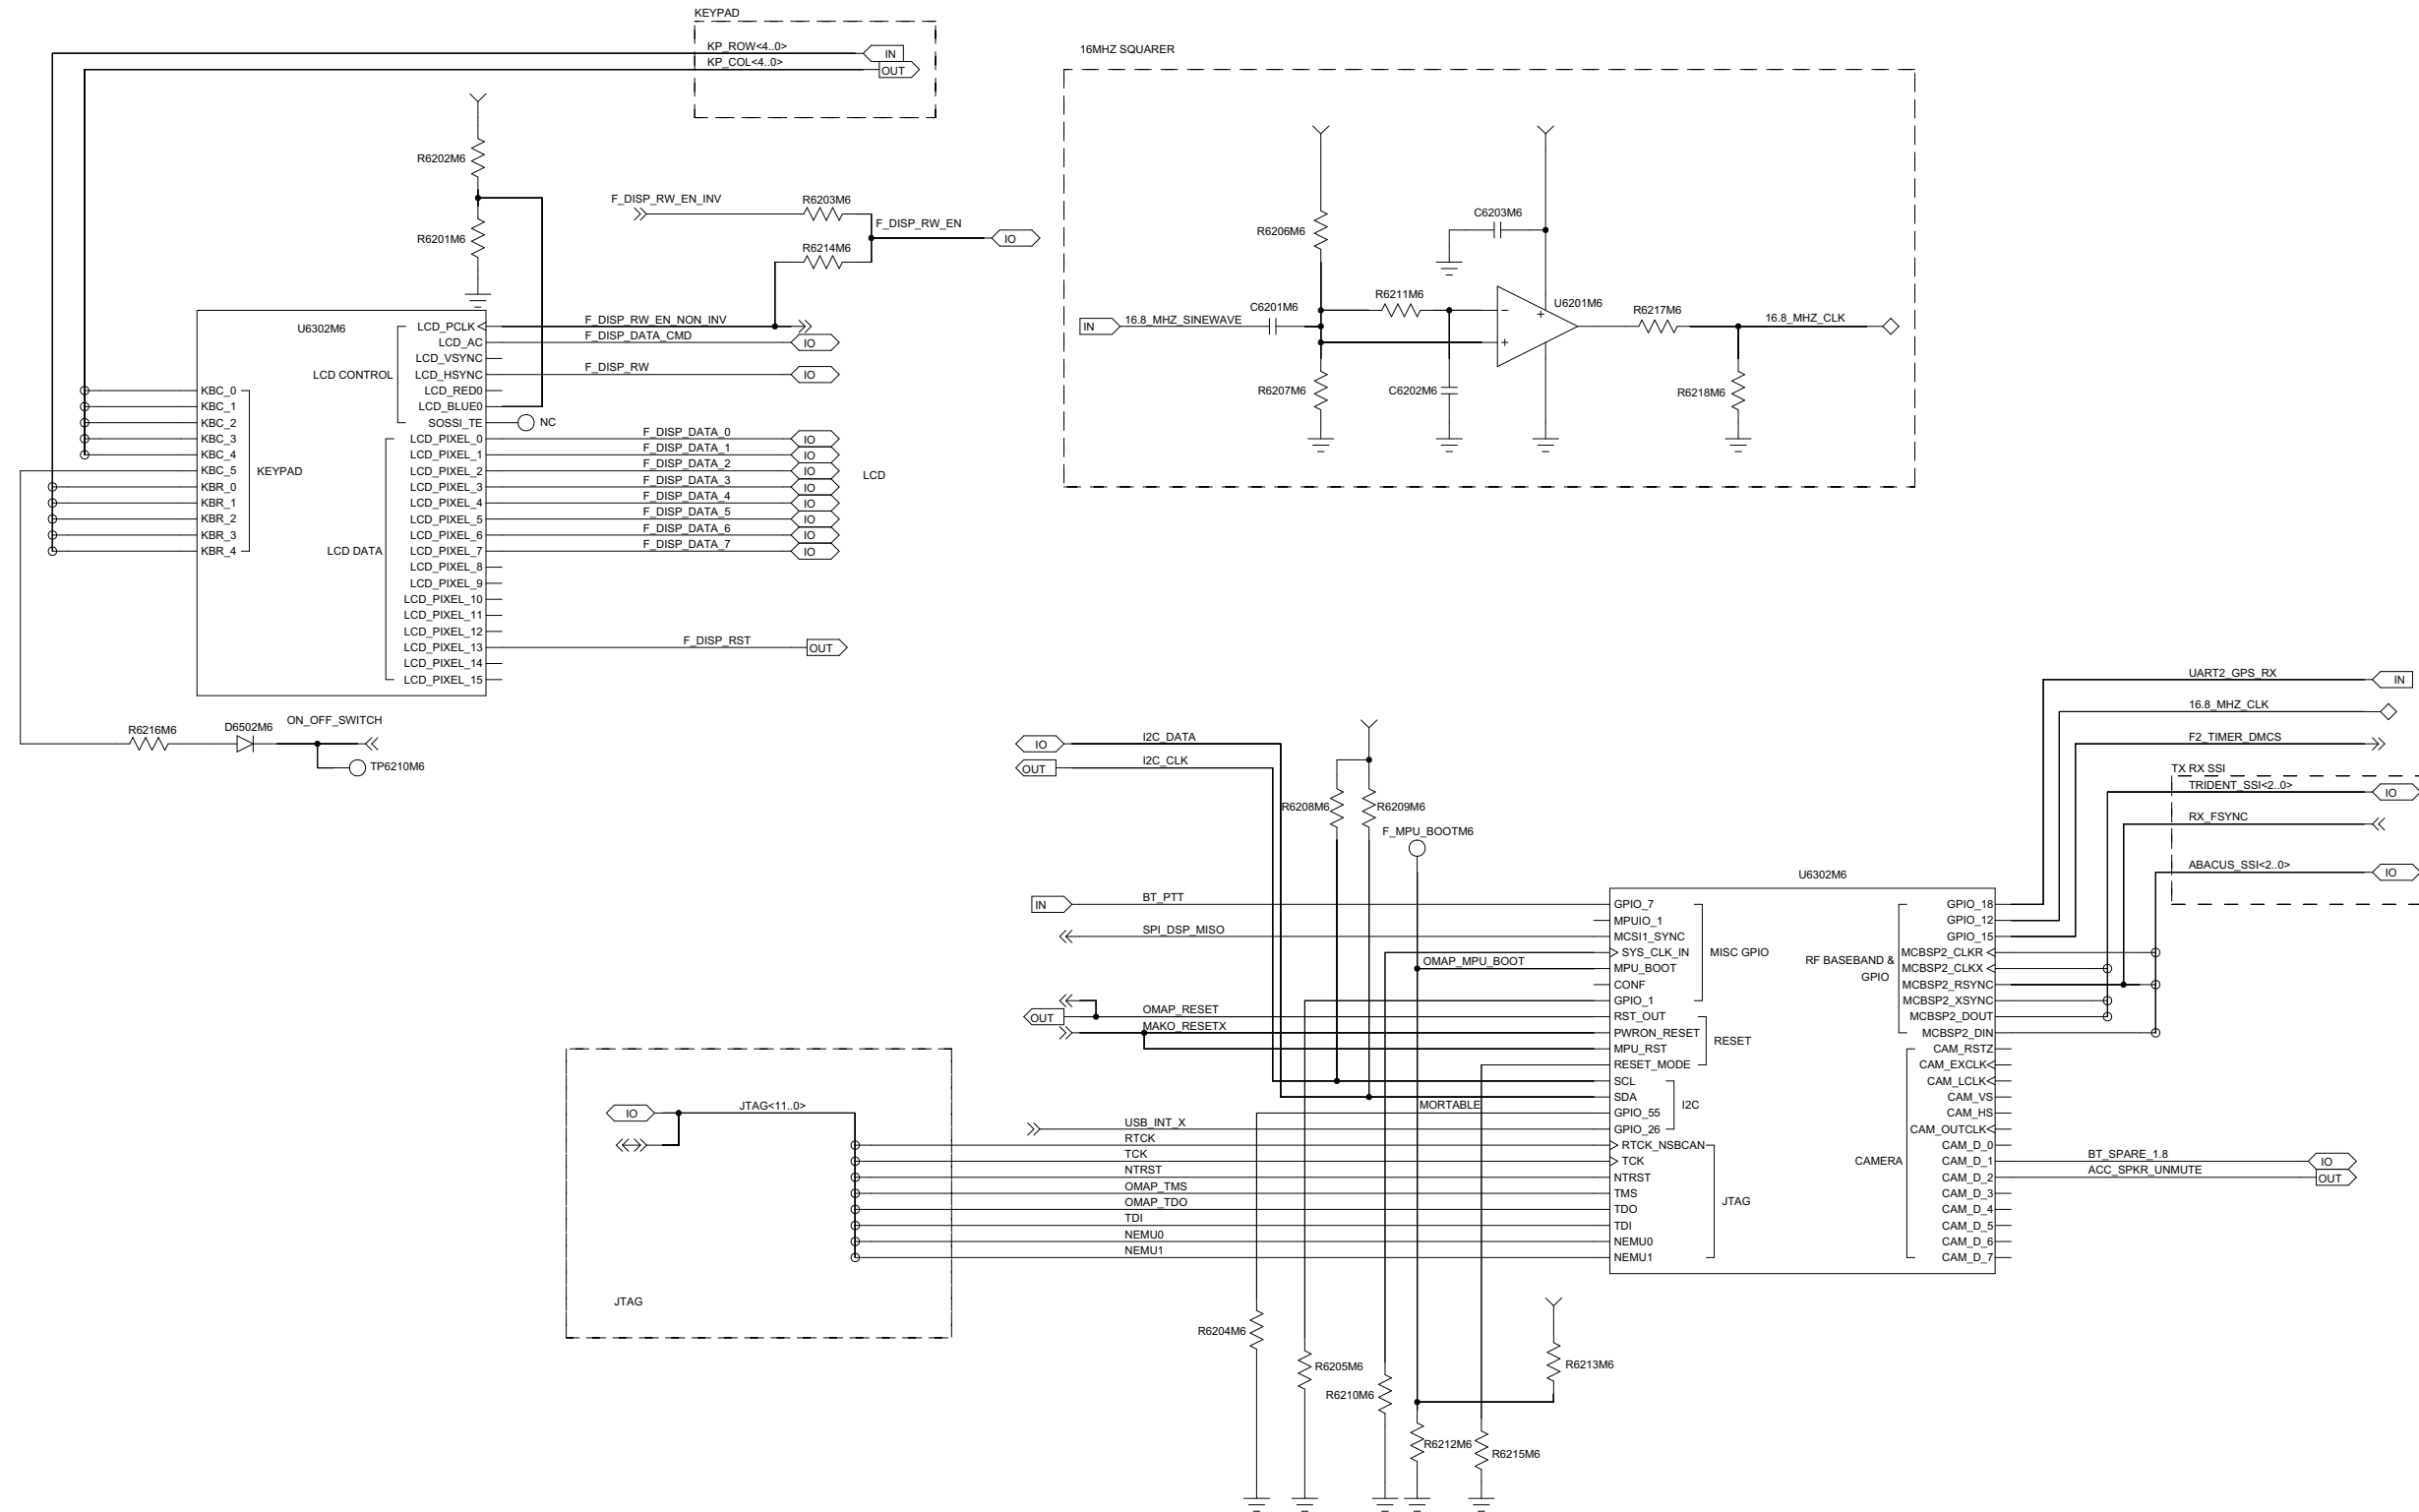 KEYPAD
KP_ROW<4..0>
IN
KP_COL<4..0>
OUT
R6202M6
R6201M6
F_DISP_RW_EN_INV
R6203M6
R6214M6
F_DISP_RW_EN
IO
U6302M6
LCD CONTROL
LCD_PCLK
F_DISP_RW_EN_NON_INV
LCD_AC
F_DISP_DATA_CMD
IO
LCD_VSYNC
LCD_HSYNC
F_DISP_RW
IO
LCD_RED0
LCD_BLUE0
SOSSI_TE
NC
KBC_0
KBC_1
KBC_2
KBC_3
KBC_4
KBC_5
KBR_0
KBR_1
KBR_2
KBR_3
KBR_4
KEYPAD
LCD DATA
LCD_PIXEL_0
F_DISP_DATA_0
IO
LCD_PIXEL_1
F_DISP_DATA_1
IO
LCD_PIXEL_2
F_DISP_DATA_2
IO
LCD_PIXEL_3
F_DISP_DATA_3
IO
LCD_PIXEL_4
F_DISP_DATA_4
IO
LCD_PIXEL_5
F_DISP_DATA_5
IO
LCD_PIXEL_6
F_DISP_DATA_6
IO
LCD_PIXEL_7
F_DISP_DATA_7
IO
LCD
LCD_PIXEL_8
LCD_PIXEL_9
LCD_PIXEL_10
LCD_PIXEL_11
LCD_PIXEL_12
LCD_PIXEL_13
F_DISP_RST
OUT
LCD_PIXEL_14
LCD_PIXEL_15
R6216M6
D6502M6
ON_OFF_SWITCH
TP6210M6
16MHZ SQUARER
R6206M6
C6203M6
IN
16.8_MHZ_SINEWAVE
C6201M6
R6211M6
U6201M6
R6217M6
16.8_MHZ_CLK
R6207M6
C6202M6
R6218M6
IO
I2C_DATA
OUT
I2C_CLK
R6208M6
R6209M6
F_MPU_BOOTM6
UART2_GPS_RX
IN
16.8_MHZ_CLK
F2_TIMER_DMCS
TX RX SSI
TRIDENT_SSI<2..0>
IO
RX_FSYNC
ABACUS_SSI<2..0>
IO
U6302M6
IN
BT_PTT
GPIO_7
MPUIO_1
SPI_DSP_MISO
MCSI1_SYNC
SYS_CLK_IN
OMAP_MPU_BOOT
MPU_BOOT
CONF
GPIO_1
MISC GPIO
OUT
OMAP_RESET
RST_OUT
MAKO_RESETX
PWRON_RESET
MPU_RST
RESET_MODE
RESET
SCL
SDA
MORTABLE
GPIO_55
USB_INT_X
GPIO_26
I2C
RTCK
RTCK_NSBCAN
TCK
TCK
NTRST
NTRST
OMAP_TMS
TMS
OMAP_TDO
TDO
TDI
TDI
NEMU0
NEMU0
NEMU1
NEMU1
JTAG
GPIO_18
GPIO_12
GPIO_15
MCBSP2_CLKR
MCBSP2_CLKX
MCBSP2_RSYNC
MCBSP2_XSYNC
MCBSP2_DOUT
MCBSP2_DIN
RF BASEBAND &
GPIO
CAM_RSTZ
CAM_EXCLK
CAM_LCLK
CAM_VS
CAM_HS
CAM_OUTCLK
CAM_D_0
CAM_D_1
BT_SPARE_1.8
IO
CAM_D_2
ACC_SPKR_UNMUTE
OUT
CAM_D_3
CAM_D_4
CAM_D_5
CAM_D_6
CAM_D_7
CAMERA
IO
JTAG<11..0>
JTAG
R6204M6
R6205M6
R6210M6
R6213M6
R6212M6
R6215M6